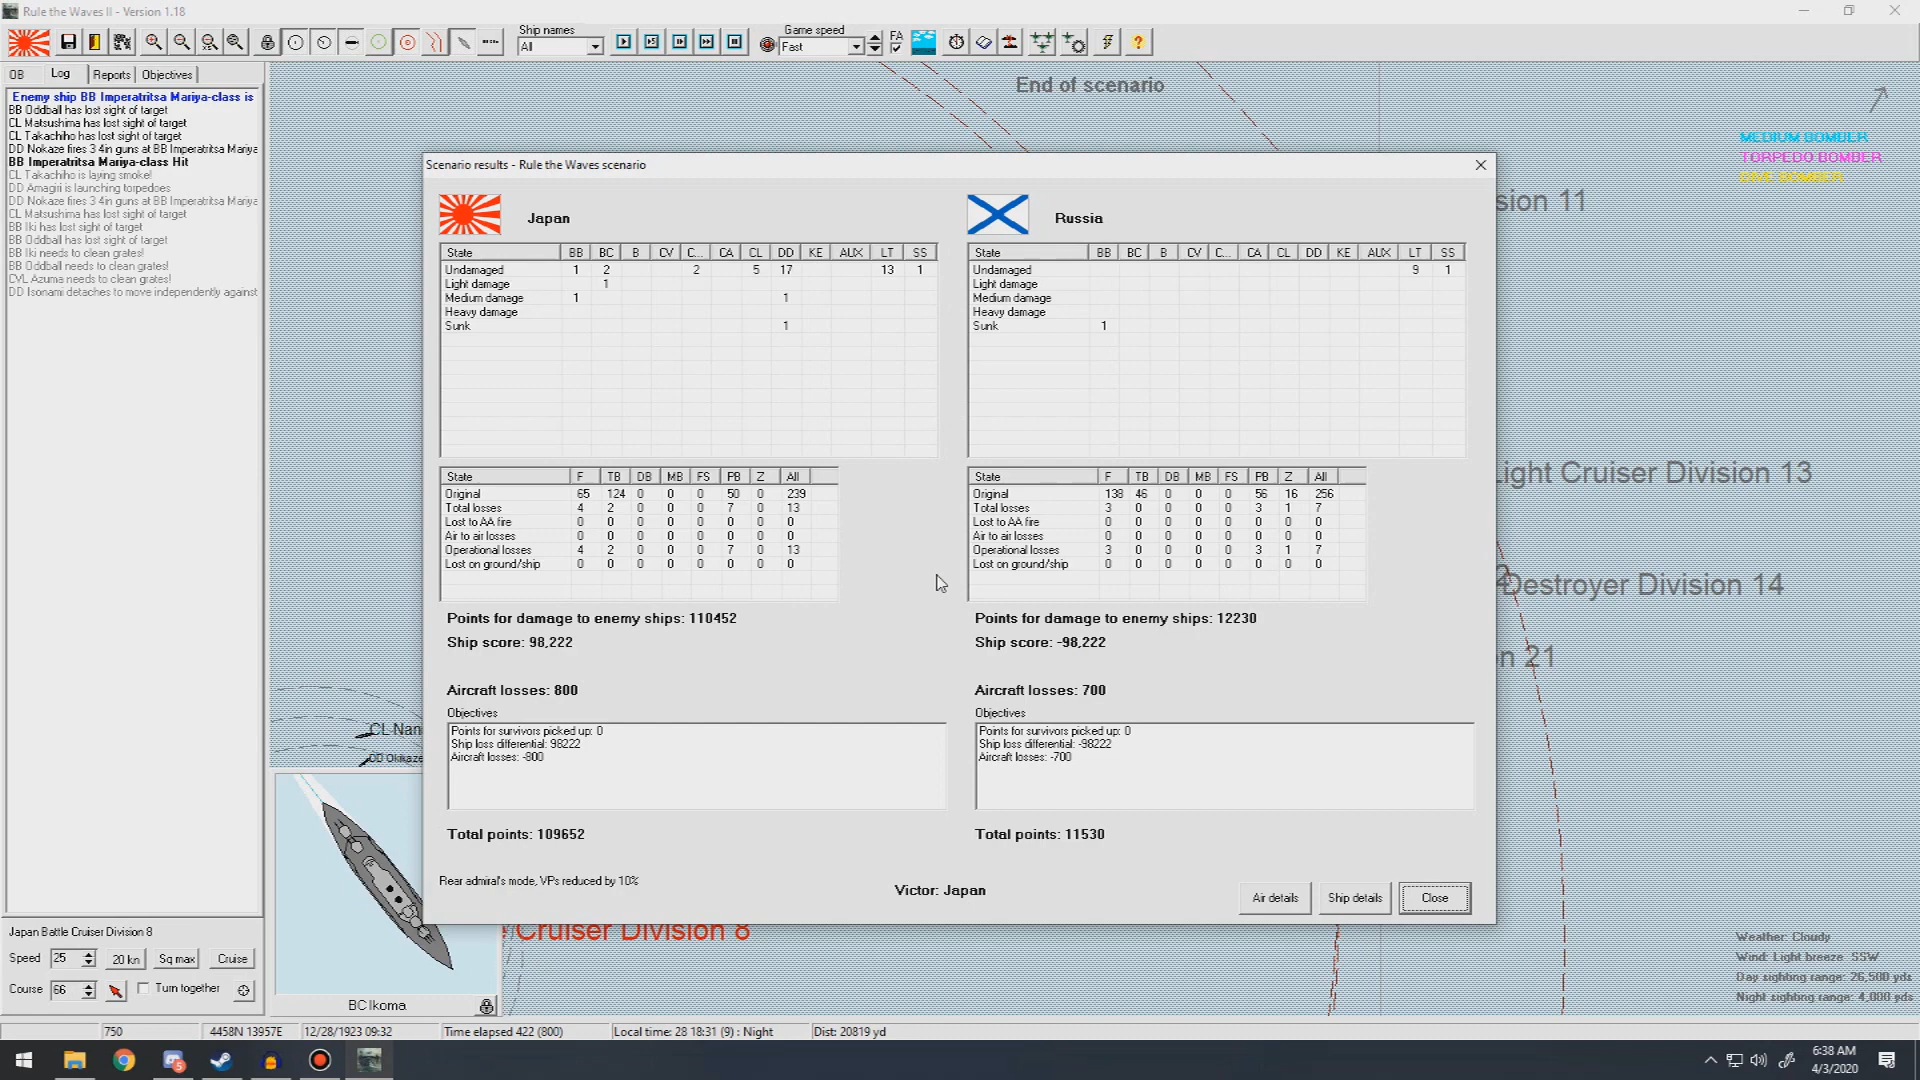 Rule the Waves II - Version 1.18
Ship names
All
Game speed
Fast
FA
OB Log Reports Objectives
Enemy ship BB Imperatritsa Mariya-class is
BB Oddball has lost sight of target
CL Matsushima has lost sight of target
CL Takachiho has lost sight of target
DD Nokaze fires 3 4in guns at BB Imperatritsa Mariya
BB Imperatritsa Mariya-class Hit
CL Takachiho is laying smoke!
DD Amagiri is launching torpedoes
DD Nokaze fires 3 4in guns at BB Imperatritsa Mariya
CL Matsushima has lost sight of target
BB Iki has lost sight of target
BB Oddball has lost sight of target
BB Iki needs to clean grates!
BB Oddball needs to clean grates!
CVL Azuma needs to clean grates!
DD Isonami detaches to move independently against
End of scenario
MEDIUM BOMBER
TORPEDO BOMBER
DIVE BOMBER
sion 11
Light Cruiser Division 13
Destroyer Division 14
n 21
CL Nan
DD Okikaze
Cruiser Division 8
Scenario results - Rule the Waves scenario
Japan
State BB BC B CV C... CA CL DD KE AUX LT SS
Undamaged 1 2 2 5 17 13 1
Light damage 1
Medium damage 1 1
Heavy damage
Sunk 1
State F TB DB MB FS PB Z All
Original 65 124 0 0 0 50 0 239
Total losses 4 2 0 0 0 7 0 13
Lost to AA fire 0 0 0 0 0 0 0 0
Air to air losses 0 0 0 0 0 0 0 0
Operational losses 4 2 0 0 0 7 0 13
Lost on ground/ship 0 0 0 0 0 0 0 0
Points for damage to enemy ships: 110452
Ship score: 98,222
Aircraft losses: 800
Objectives
Points for survivors picked up: 0
Ship loss differential: 98222
Aircraft losses: -800
Total points: 109652
Rear admiral's mode, VPs reduced by 10%
Russia
State BB BC B CV C... CA CL DD KE AUX LT SS
Undamaged 9 1
Light damage
Medium damage
Heavy damage
Sunk 1
State F TB DB MB FS PB Z All
Original 138 46 0 0 0 56 16 256
Total losses 3 0 0 0 0 3 1 7
Lost to AA fire 0 0 0 0 0 0 0 0
Air to air losses 0 0 0 0 0 0 0 0
Operational losses 3 0 0 0 0 3 1 7
Lost on ground/ship 0 0 0 0 0 0 0 0
Points for damage to enemy ships: 12230
Ship score: -98,222
Aircraft losses: 700
Objectives
Points for survivors picked up: 0
Ship loss differential: -98222
Aircraft losses: -700
Total points: 11530
Victor: Japan
Air details Ship details Close
Japan Battle Cruiser Division 8
Speed 25 20 kn Sq max Cruise
Course 66 Turn together
BC Ikoma
Weather: Cloudy
Wind: Light breeze SSW
Day sighting range: 26,500 yds
Night sighting range: 4,000 yds
750 4458N 13957E 12/28/1923 09:32 Time elapsed 422 (800) Local time: 28 18:31 (9) : Night Dist: 20819 yd
5
6:38 AM
4/3/2020